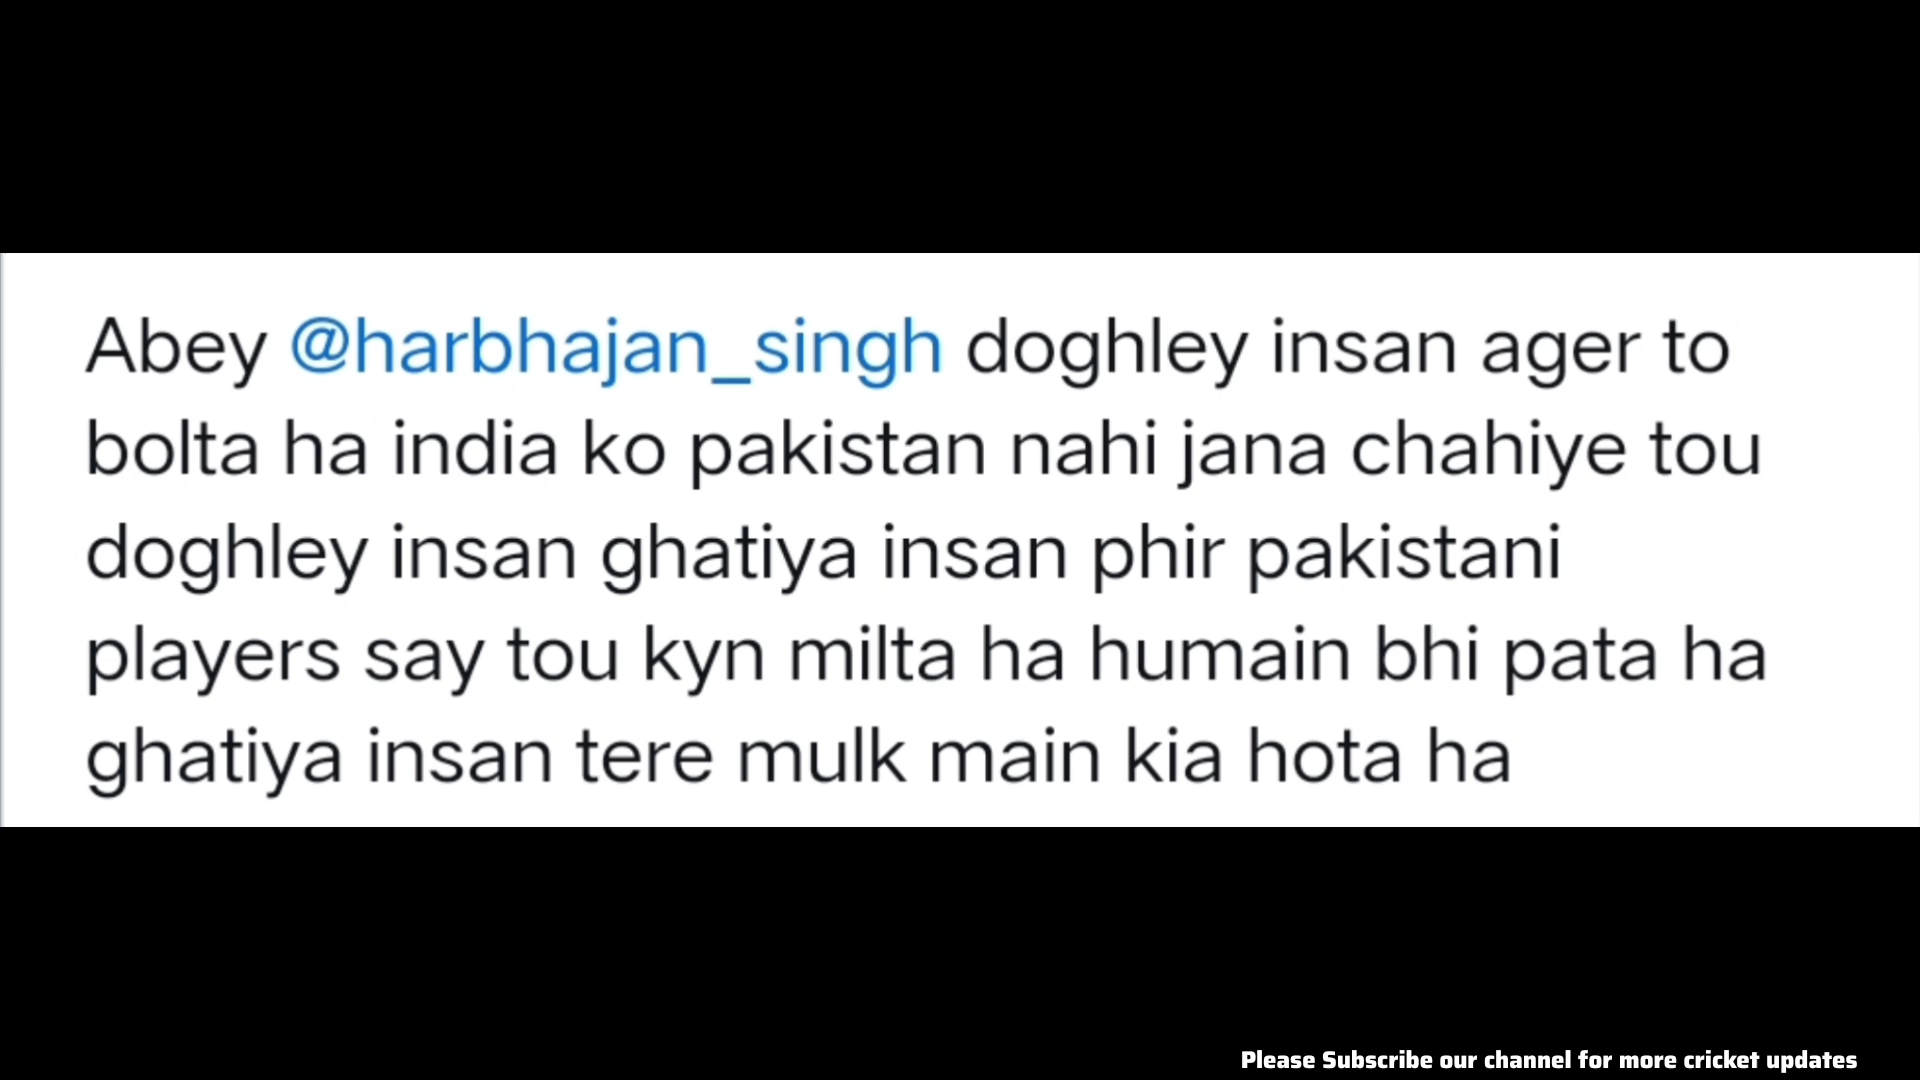 Abey @harbhajan_singh doghley insan ager to
bolta ha india ko pakistan nahi jana chahiye tou
doghley insan ghatiya insan phir pakistani
players say tou kyn milta ha humain bhi pata ha
ghatiya insan tere mulk main kia hota ha
Please Subscribe our channel for more cricket updates